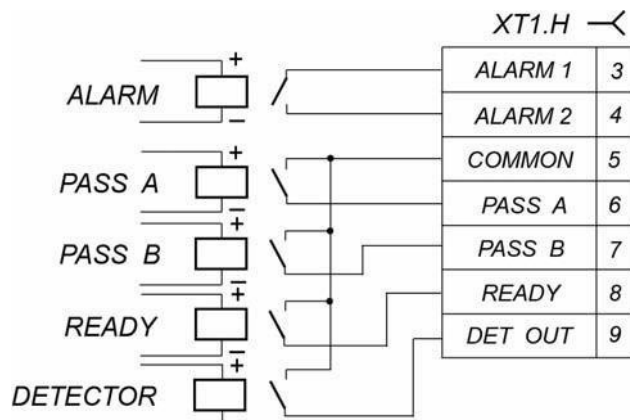 XT1.H
+
ALARM
–
ALARM 1 3
ALARM 2 4
COMMON 5
PASS A 6
PASS B 7
READY 8
DET OUT 9
+
PASS A
–
+
PASS B
–
+
READY
–
+
DETECTOR